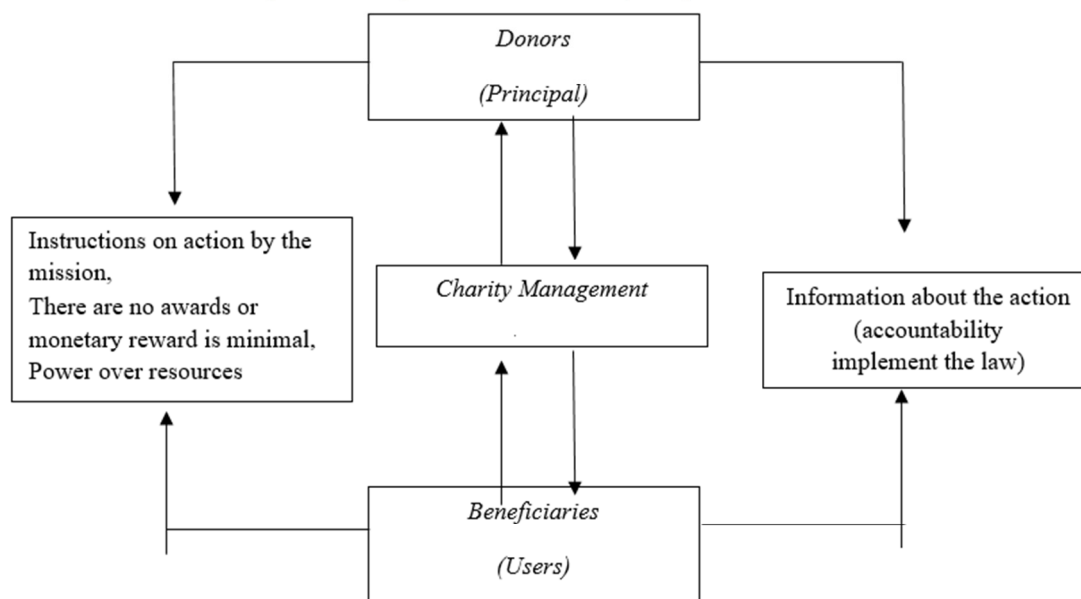 Donors
(Principal)
Instructions on action by the
mission,
There are no awards or
monetary reward is minimal,
Power over resources
Charity Management
.
Information about the action
(accountability
implement the law)
Beneficiaries
(Users)